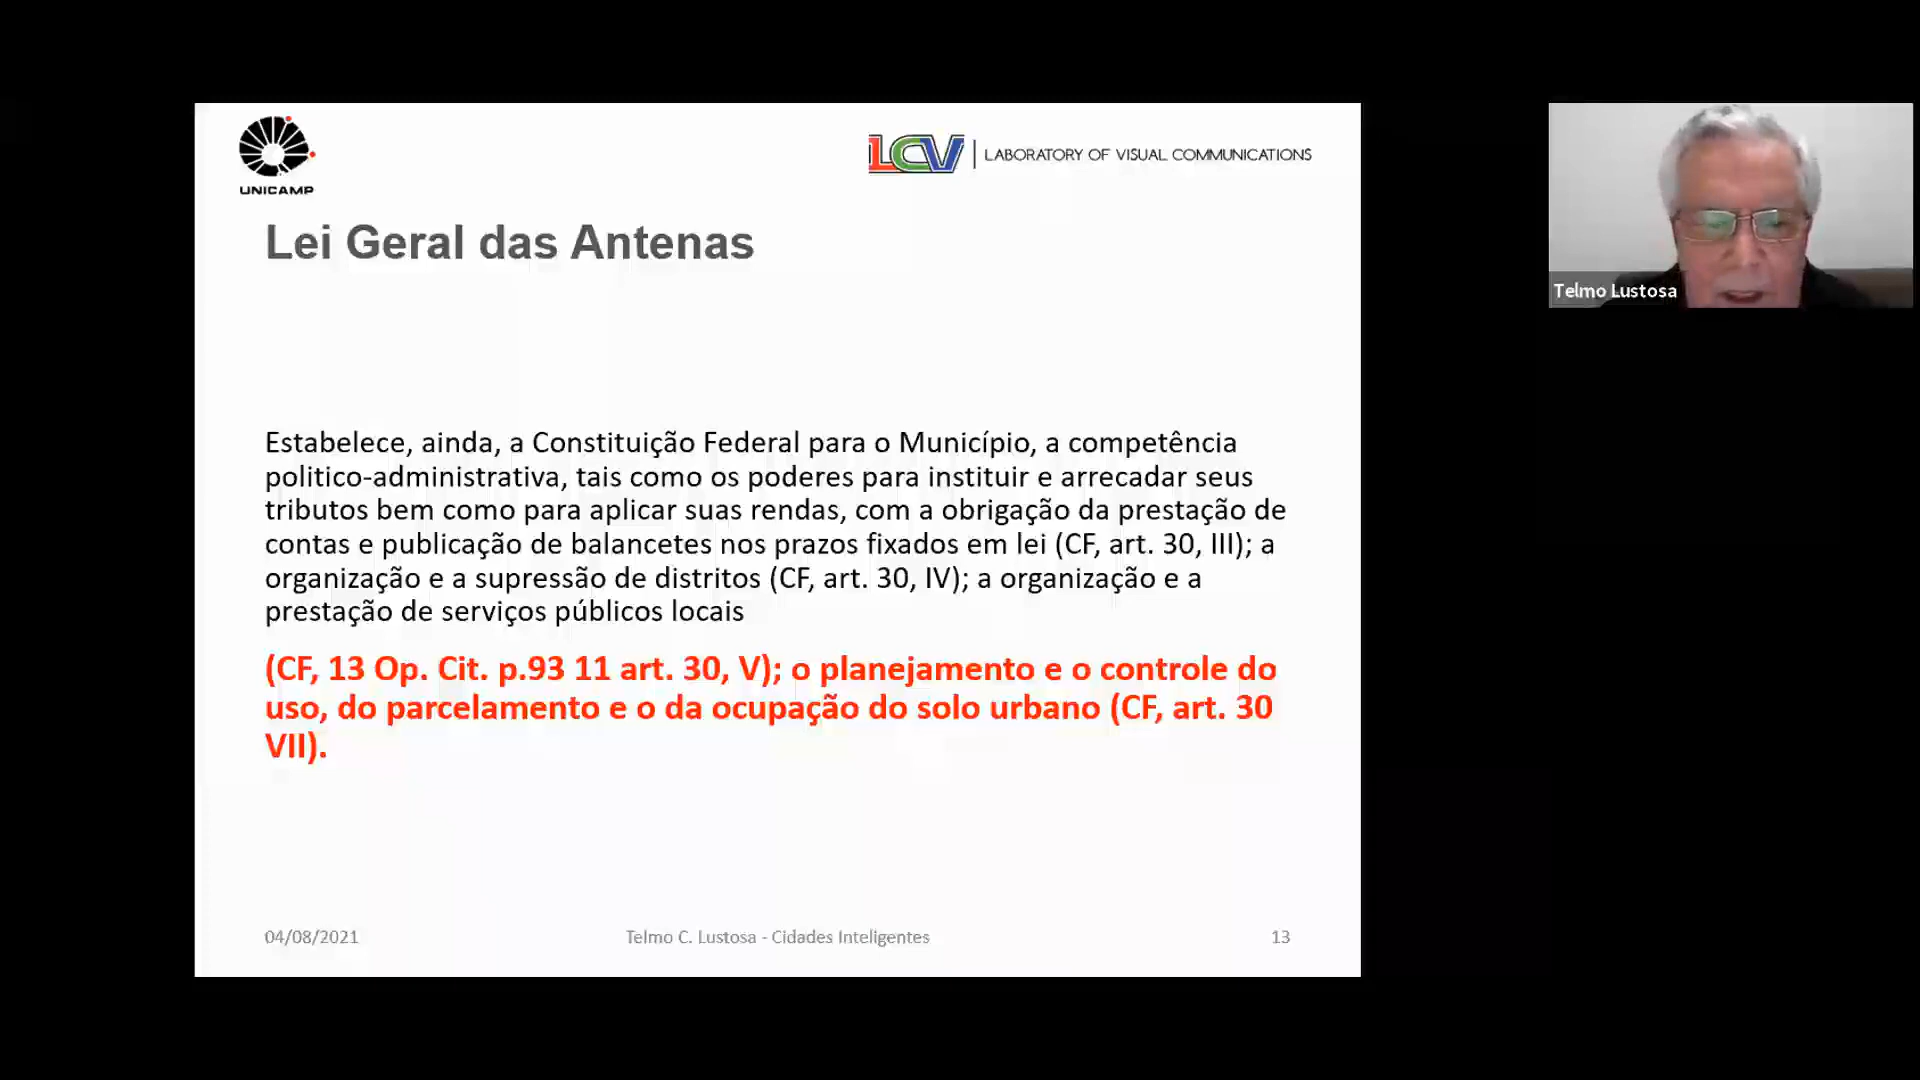 UNICAMP
LCV
LABORATORY OF VISUAL COMMUNICATIONS
Lei Geral das Antenas
Telmo Lustosa
Estabelece, ainda, a Constituição Federal para o Município, a competência
politico-administrativa, tais como os poderes para instituir e arrecadar seus
tributos bem como para aplicar suas rendas, com a obrigação da prestação de
contas e publicação de balancetes nos prazos fixados em lei (CF, art. 30, III); a
organização e a supressão de distritos (CF, art. 30, IV); a organização e a
prestação de serviços públicos locais
(CF, 13 Op. Cit. p.93 11 art. 30, V); o planejamento e o controle do
uso, do parcelamento e o da ocupação do solo urbano (CF, art. 30
VII).
04/08/2021
Telmo C. Lustosa - Cidades Inteligentes
13